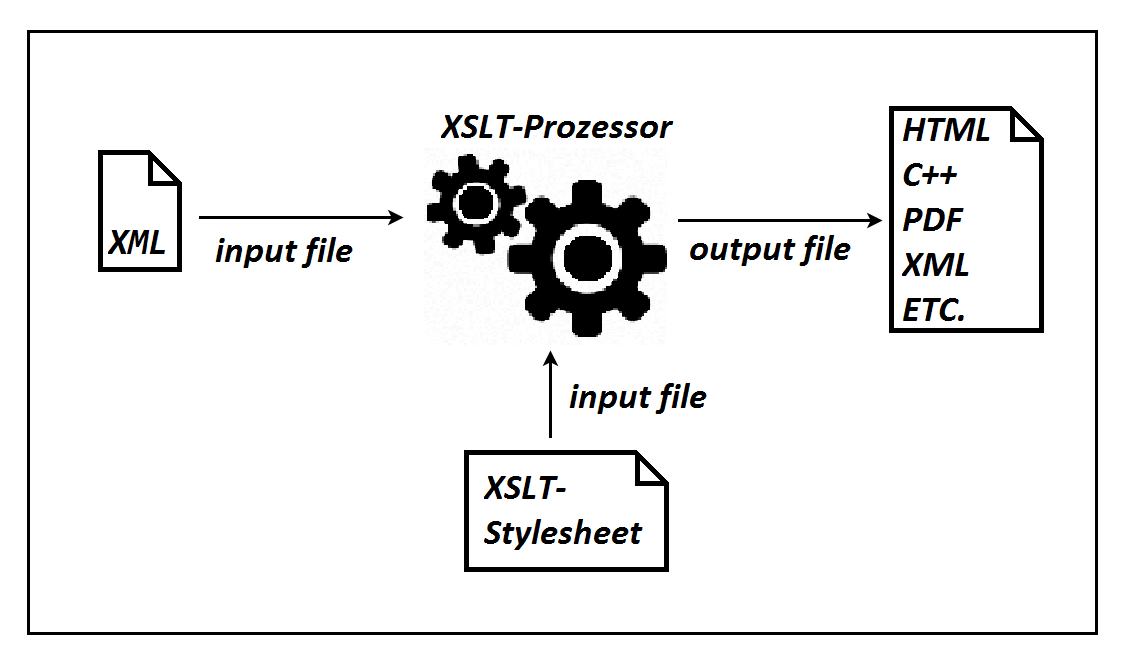 XSLT-Prozessor
XML
input file
output file
HTML
C++
PDF
XML
ETC.
input file
XSLT-
Stylesheet